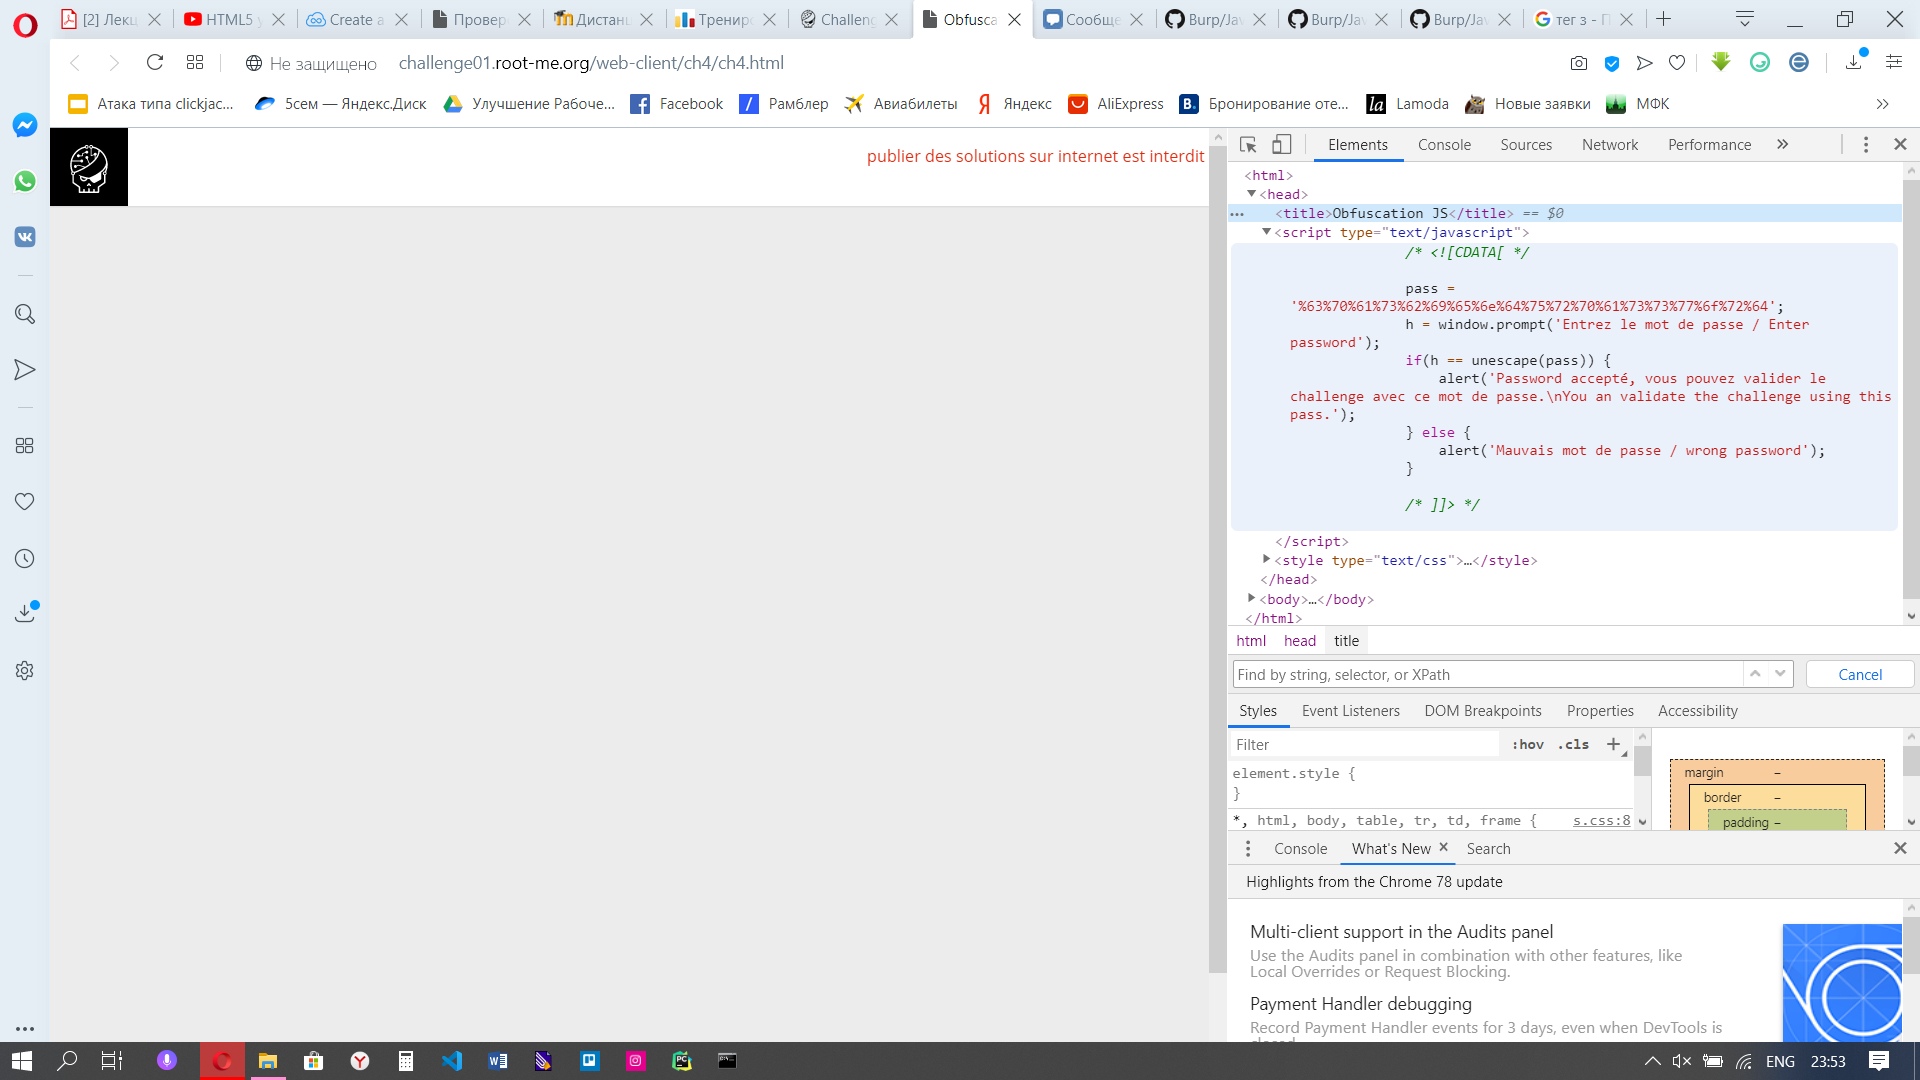 [2] Лекц
HTML5 у
Create a
Провер
Дистанц
Трениро
Challeng
Obfusca
Сообще
Burp/Jav
Burp/Jav
Burp/Jav
тег з - П
Не защищено
challenge01.root-me.org/web-client/ch4/ch4.html
Атака типа clickjac...
5сем — Яндекс.Диск
Улучшение Рабоче...
Facebook
Рамблер
Авиабилеты
Яндекс
AliExpress
Бронирование оте...
Lamoda
Новые заявки
МФК
publier des solutions sur internet est interdit
Elements Console Sources Network Performance
<html>
<head>
<title>Obfuscation JS</title> == $0
<script type="text/javascript">
/* <![CDATA[ */
pass =
'%63%70%61%73%62%69%65%6e%64%75%72%70%61%73%73%77%6f%72%64';
h = window.prompt('Entrez le mot de passe / Enter
password');
if(h == unescape(pass)) {
alert('Password accepté, vous pouvez valider le
challenge avec ce mot de passe.\nYou an validate the challenge using this
pass.');
} else {
alert('Mauvais mot de passe / wrong password');
}
/* ]]> */
</script>
<style type="text/css">…</style>
</head>
<body>…</body>
</html>
html head title
Find by string, selector, or XPath
Cancel
Styles Event Listeners DOM Breakpoints Properties Accessibility
Filter
:hov .cls +
element.style {
}
*, html, body, table, tr, td, frame { s.css:8
margin –
border –
padding –
Console What's New Search
Highlights from the Chrome 78 update
Multi-client support in the Audits panel
Use the Audits panel in combination with other features, like
Local Overrides or Request Blocking.
Payment Handler debugging
Record Payment Handler events for 3 days, even when DevTools is
ENG 23:53